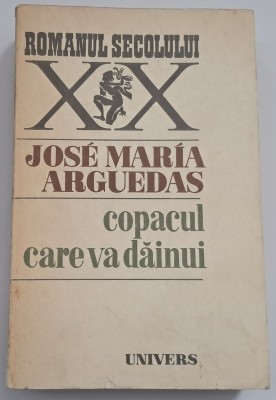 ROMANUL SECOLULUI
XX
JOSÉ MARÍA
ARGUEDAS
copacul
care va dăinui
UNIVERS